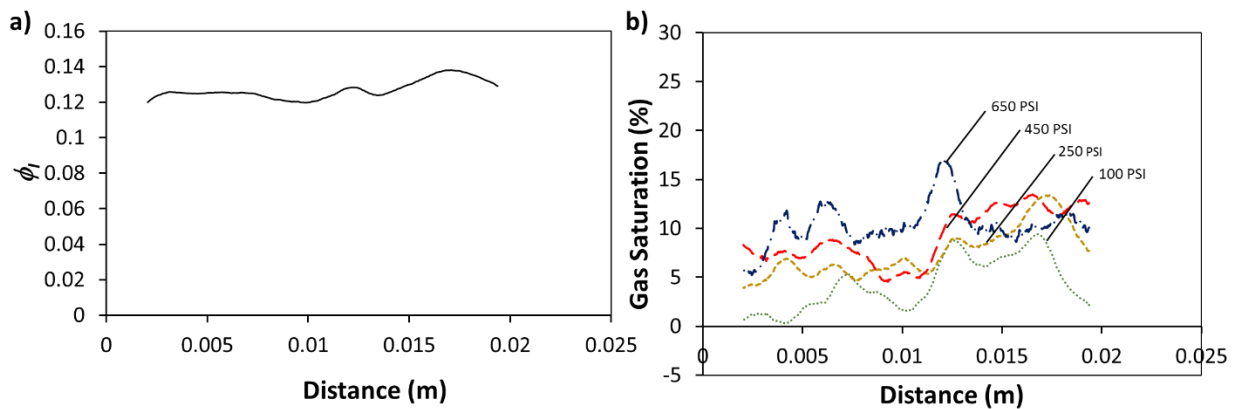 a)
0.16
0.14
0.12
0.1
0.08
0.06
0.04
0.02
0
ϕI
0 0.005 0.01 0.015 0.02 0.025
Distance (m)
b)
30
25
20
15
10
5
0
-5
Gas Saturation (%)
650 PSI
450 PSI
250 PSI
100 PSI
0 0.005 0.01 0.015 0.02 0.025
Distance (m)